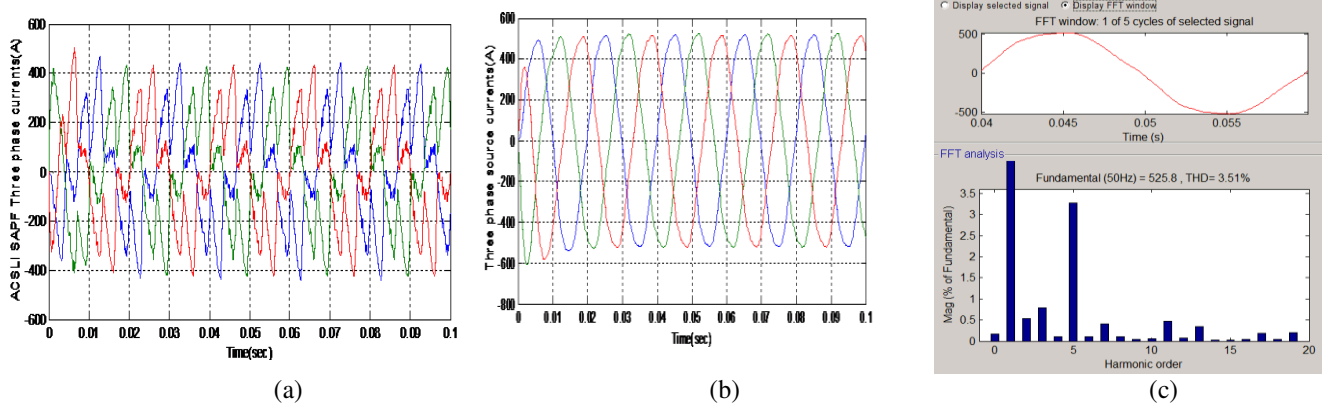 ACSLI SAPF Three phase currents(A)
600
400
200
0
-200
-400
-600
0 0.01 0.02 0.03 0.04 0.05 0.06 0.07 0.08 0.09 0.1
Time(sec)
(a)
Three phase source currents(A)
800
600
400
200
0
-200
-400
-600
-800
0 0.01 0.02 0.03 0.04 0.05 0.06 0.07 0.08 0.09 0.1
Time(sec)
(b)
Display selected signal Display FFT window
FFT window: 1 of 5 cycles of selected signal
500
0
-500
0.04 0.045 0.05 0.055
Time (s)
FFT analysis
Fundamental (50Hz) = 525.8 , THD= 3.51%
Mag (% of Fundamental)
3.5
3
2.5
2
1.5
1
0.5
0
0 5 10 15 20
Harmonic order
(c)